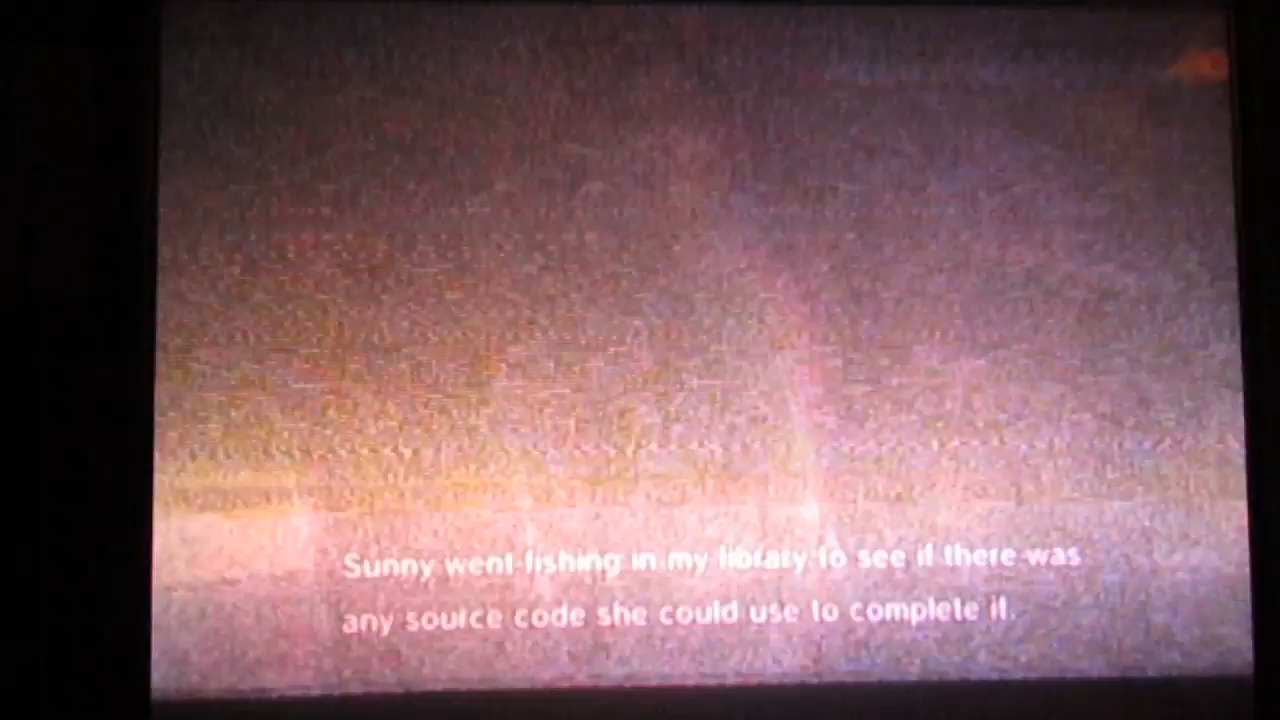 Sunny went fishing in my library to see if there was
any source code she could use to complete it.